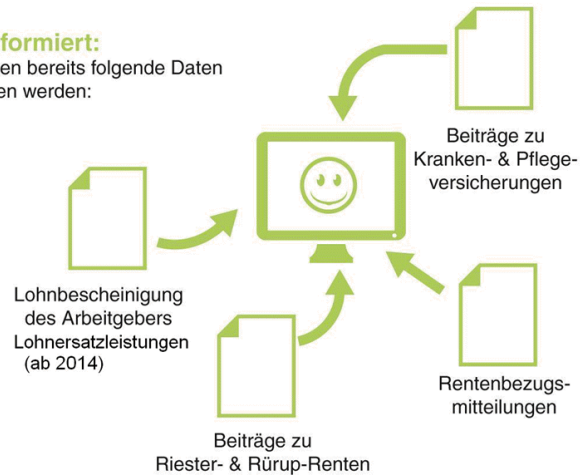 formiert:
en bereits folgende Daten
en werden:
Beiträge zu
Kranken- & Pflege-
versicherungen
Lohnbescheinigung
des Arbeitgebers
Lohnersatzleistungen
(ab 2014)
Rentenbezugs-
mitteilungen
Beiträge zu
Riester- & Rürup-Renten